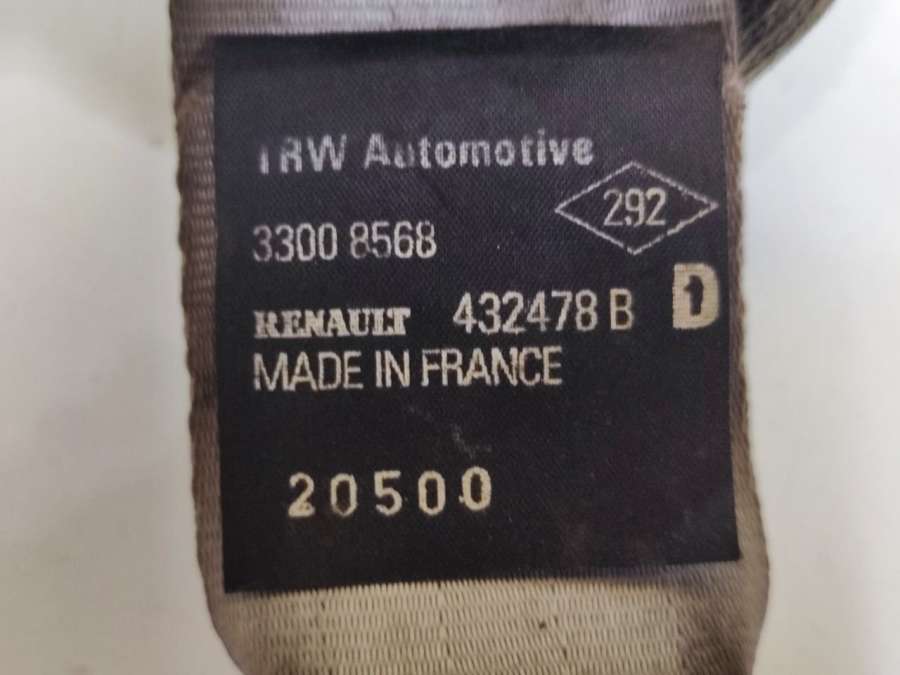 TRW Automotive
292
3300 8568
RENAULT 432478 B D
MADE IN FRANCE
20500